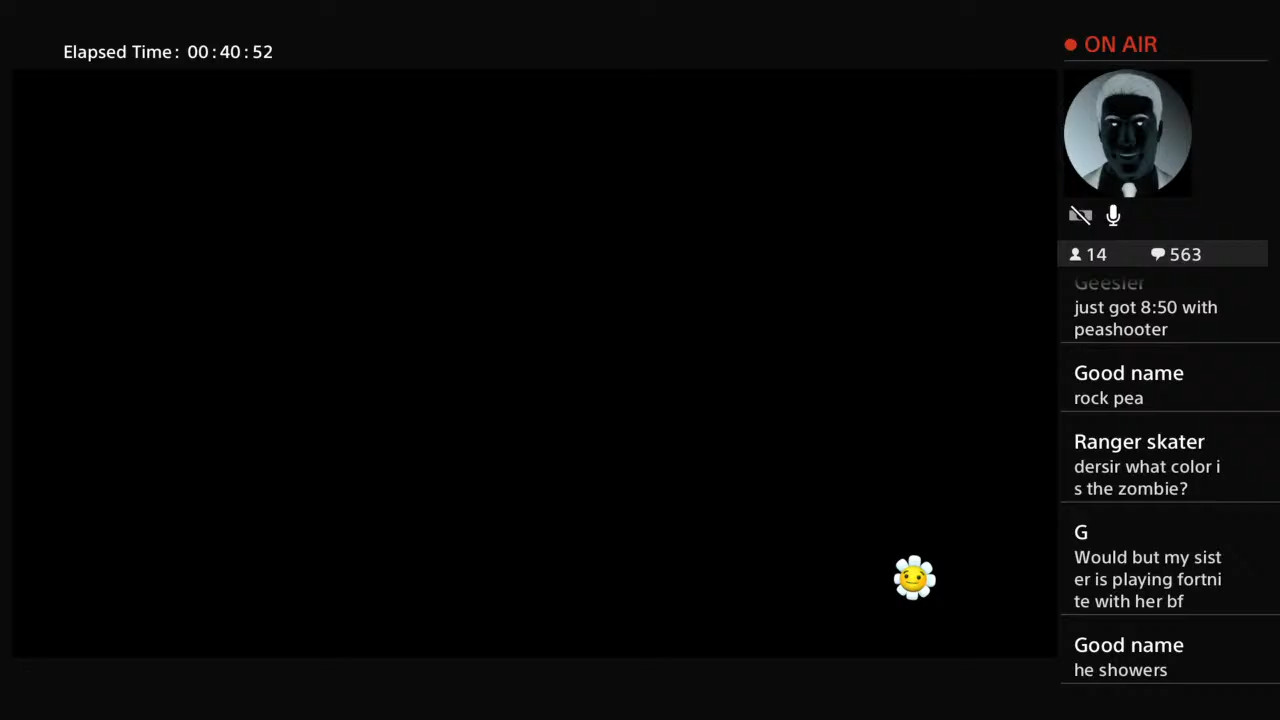 Elapsed Time: 00:40:52
ON AIR
14 563
Geesler
just got 8:50 with
peashooter
Good name
rock pea
Ranger skater
dersir what color i
s the zombie?
G
Would but my sist
er is playing fortni
te with her bf
Good name
he showers